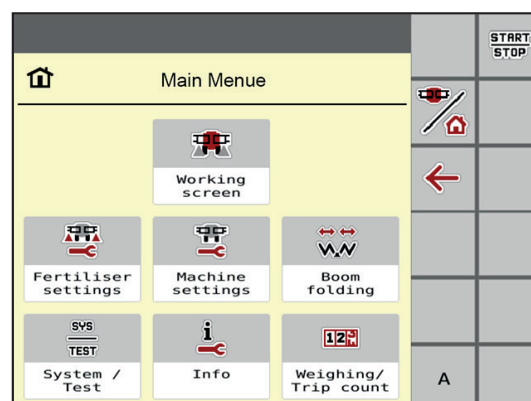 START
STOP
Main Menue
Working
screen
Fertiliser
settings
Machine
settings
Boom
folding
SYS
TEST
System /
Test
i
Info
123
Weighing/
Trip count
A